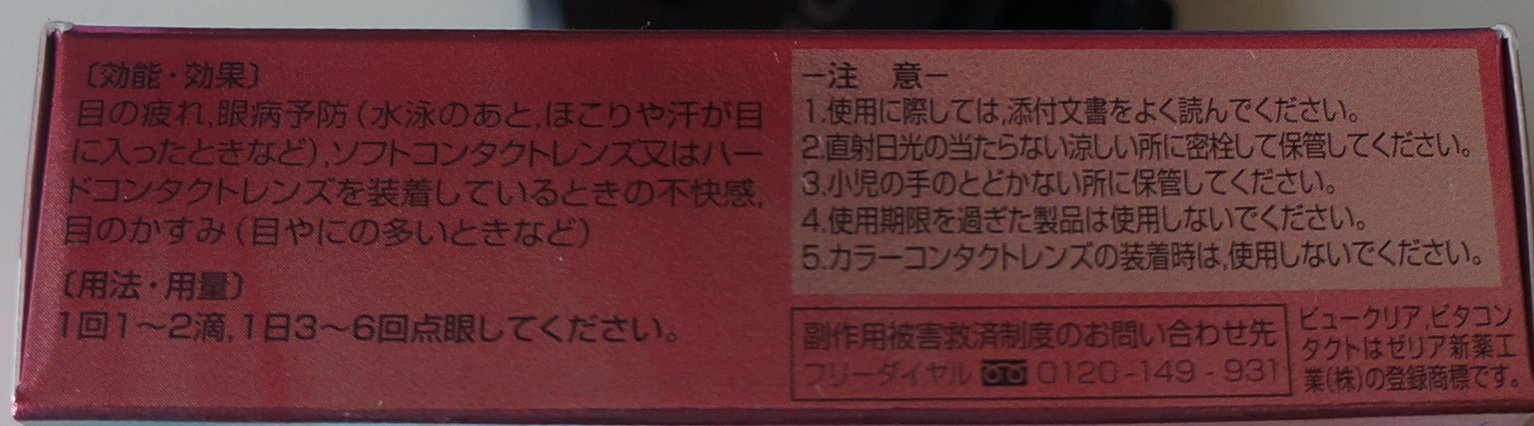 〔効能・効果〕
目の疲れ,眼病予防(水泳のあと,ほこりや汗が目
に入ったときなど),ソフトコンタクトレンズ又はハー
ドコンタクトレンズを装着しているときの不快感,
目のかすみ(目やにの多いときなど)
〔用法・用量〕
1回1〜2滴,1日3〜6回点眼してください。
ー注 意ー
1.使用に際しては,添付文書をよく読んでください。
2.直射日光の当たらない涼しい所に密栓して保管してください。
3.小児の手のとどかない所に保管してください。
4.使用期限を過ぎた製品は使用しないでください。
5.カラーコンタクトレンズの装着時は,使用しないでください。
副作用被害救済制度のお問い合わせ先
フリーダイヤル 0120-149-931
ビュークリア,ビタコン
タクトはゼリア新薬工
業(株)の登録商標です。